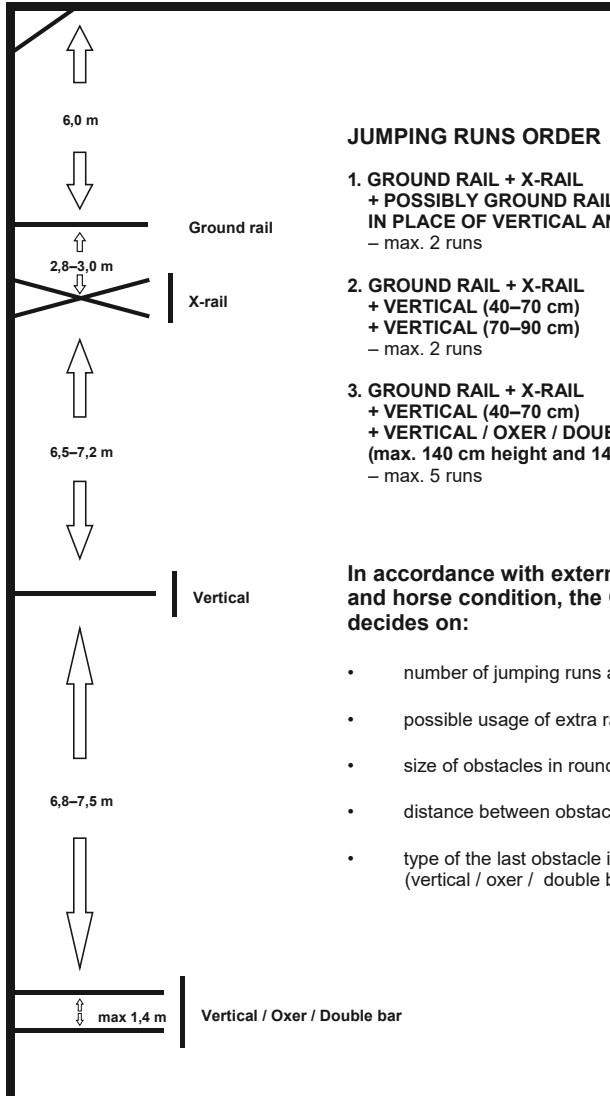 6,0 m
Ground rail
2,8–3,0 m
X-rail
6,5–7,2 m
Vertical
6,8–7,5 m
max 1,4 m
Vertical / Oxer / Double bar
JUMPING RUNS ORDER
1. GROUND RAIL + X-RAIL
+ POSSIBLY GROUND RAIL
IN PLACE OF VERTICAL AN
– max. 2 runs
2. GROUND RAIL + X-RAIL
+ VERTICAL (40–70 cm)
+ VERTICAL (70–90 cm)
– max. 2 runs
3. GROUND RAIL + X-RAIL
+ VERTICAL (40–70 cm)
+ VERTICAL / OXER / DOUB
(max. 140 cm height and 14
– max. 5 runs
In accordance with extern
and horse condition, the
decides on:
• number of jumping runs a
• possible usage of extra ra
• size of obstacles in round
• distance between obstac
• type of the last obstacle i
(vertical / oxer / double b